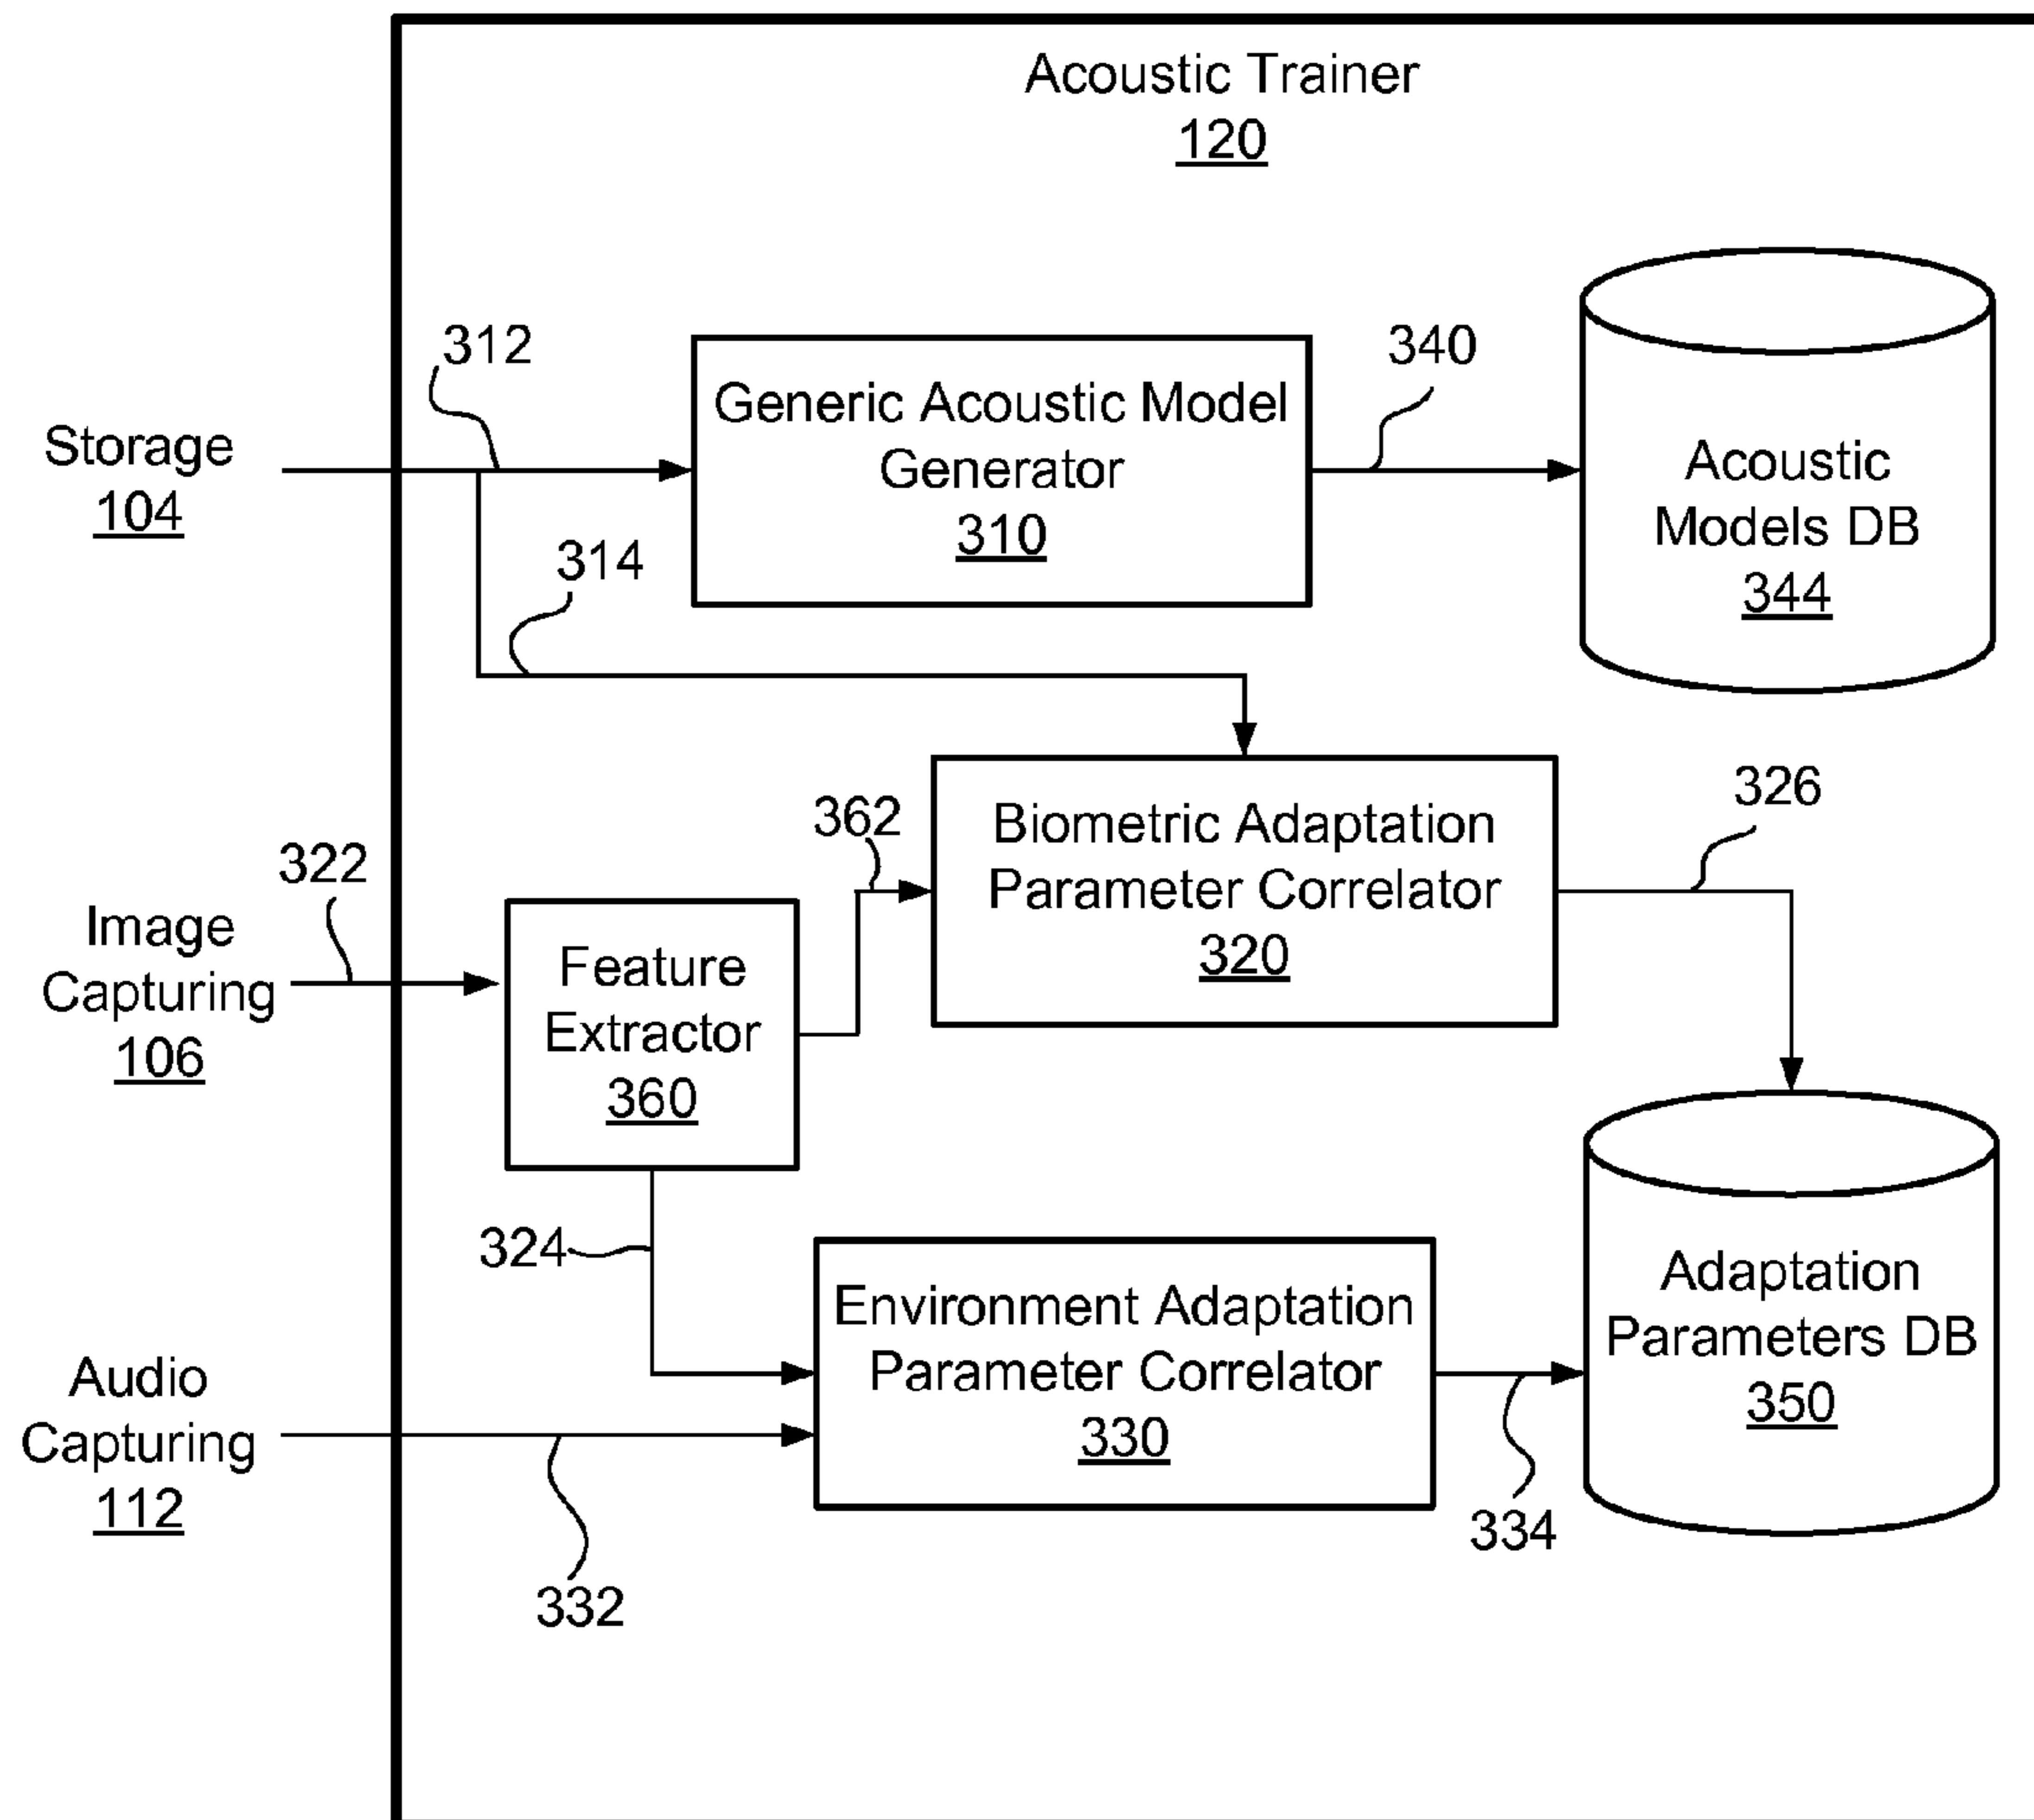 Acoustic Trainer
120
312
340
Storage
104
Generic Acoustic Model
Generator
310
Acoustic
Models DB
344
314
326
362
Biometric Adaptation
Parameter Correlator
320
322
Image
Capturing
106
Feature
Extractor
360
324
Environment Adaptation
Parameter Correlator
330
Adaptation
Parameters DB
350
Audio
Capturing
112
334
332